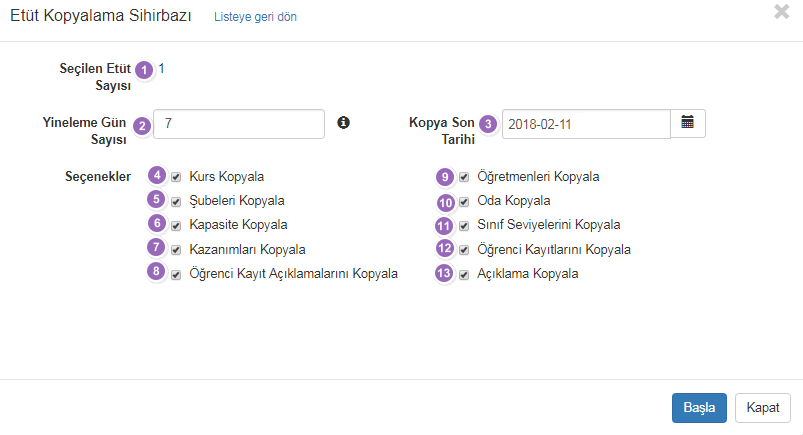 Etüt Kopyalama Sihirbazı Listeye geri dön
Seçilen Etüt
Sayısı
1 1
Yineleme Gün
Sayısı
2 7
Kopya Son
Tarihi
3 2018-02-11
Seçenekler
4 Kurs Kopyala
5 Şubeleri Kopyala
6 Kapasite Kopyala
7 Kazanımları Kopyala
8 Öğrenci Kayıt Açıklamalarını Kopyala
9 Öğretmenleri Kopyala
10 Oda Kopyala
11 Sınıf Seviyelerini Kopyala
12 Öğrenci Kayıtlarını Kopyala
13 Açıklama Kopyala
Başla
Kapat